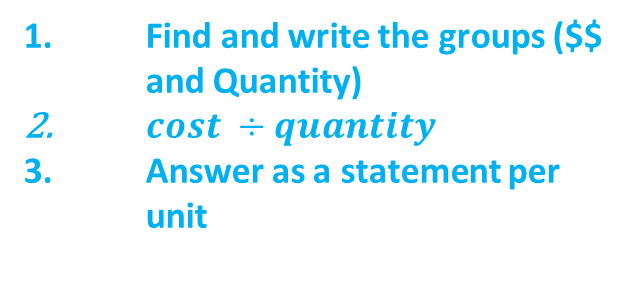 1. Find and write the groups ($$
and Quantity)
2. cost ÷ quantity
3. Answer as a statement per
unit